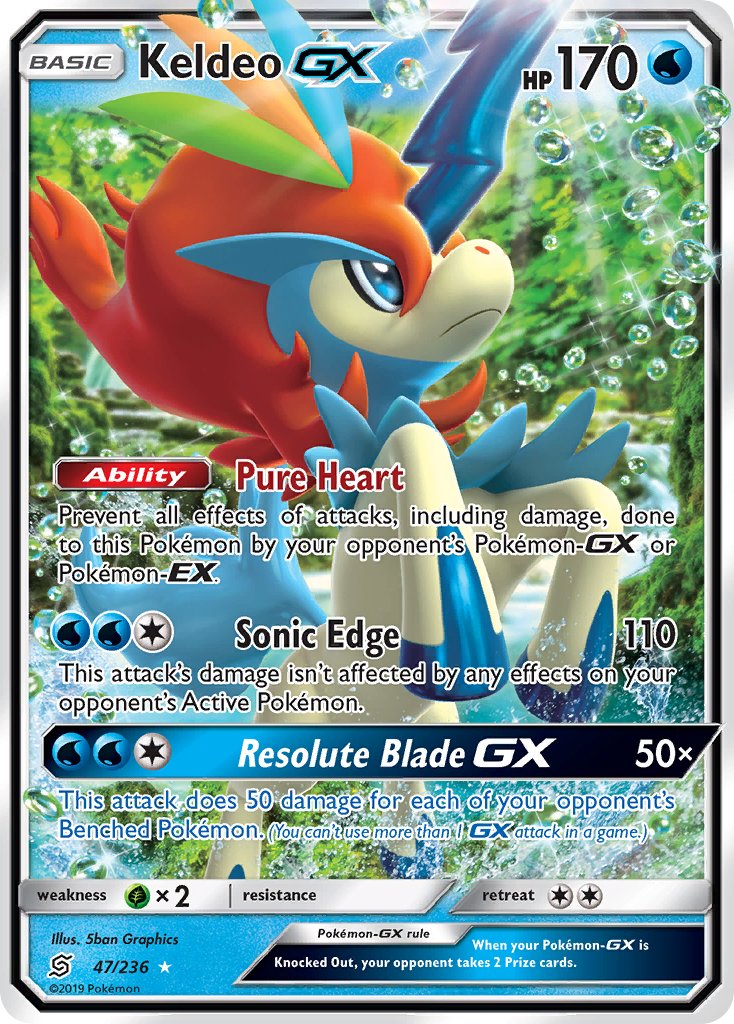 BASIC Keldeo GX HP 170
Ability Pure Heart
Prevent all effects of attacks, including damage, done
to this Pokémon by your opponent's Pokémon-GX or
Pokémon-EX.
Sonic Edge 110
This attack's damage isn't affected by any effects on your
opponent's Active Pokémon.
Resolute Blade GX 50×
This attack does 50 damage for each of your opponent's
Benched Pokémon. (You can't use more than 1 GX attack in a game.)
weakness × 2 resistance retreat
Illus. 5ban Graphics
47/236
©2019 Pokémon
Pokémon-GX rule
When your Pokémon-GX is
Knocked Out, your opponent takes 2 Prize cards.